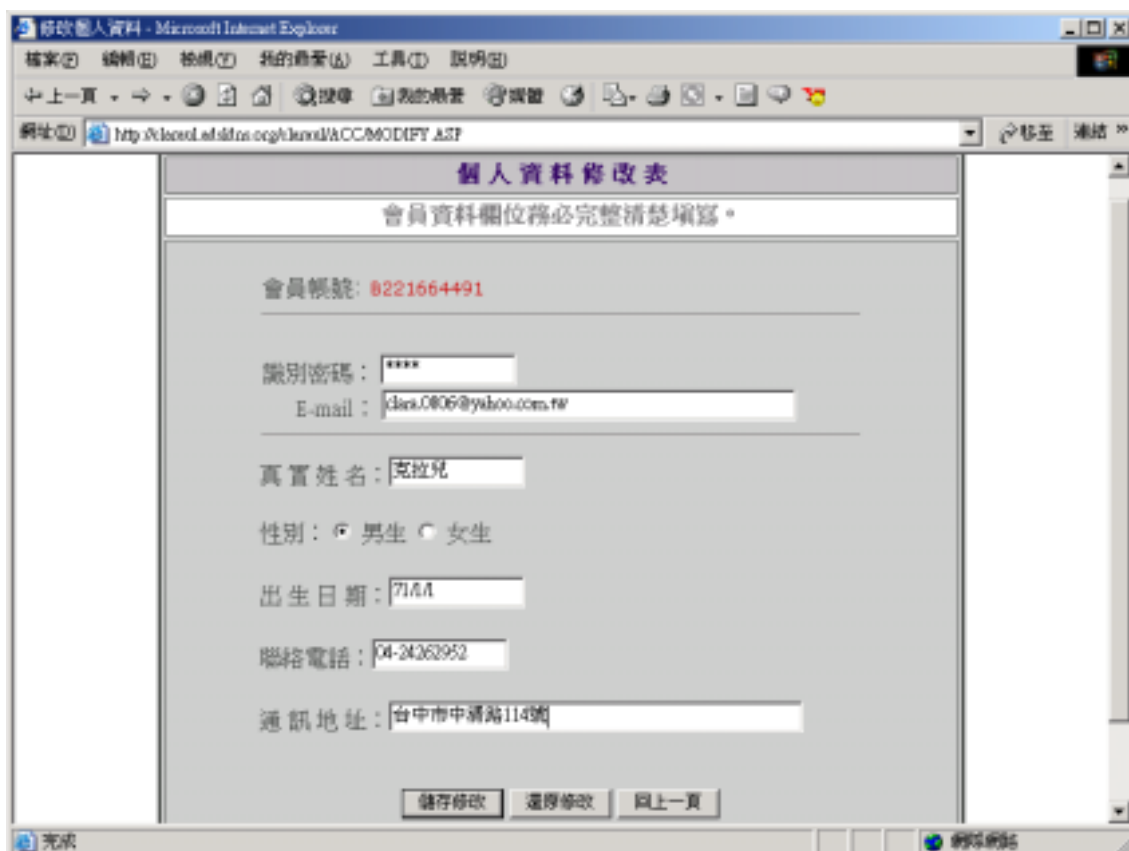 修改個人資料 - Microsoft Internet Explorer
檔案(F) 編輯(E) 檢視(V) 我的最愛(A) 工具(T) 說明(H)
上一頁 搜尋 我的最愛 媒體
網址(D) MODIFY.ASP 移至 連結 »
個人資料修改表
會員資料欄位務必完整清楚填寫。
會員帳號: 8221664491
識別密碼： ****
E-mail： clara.0806@yahoo.com.tw
真實姓名：克拉兒
性別： 男生 女生
出生日期：71/1/1
聯絡電話：04-24262952
通訊地址：台中市中清路114號
儲存修改 還原修改 回上一頁
完成 網際網路